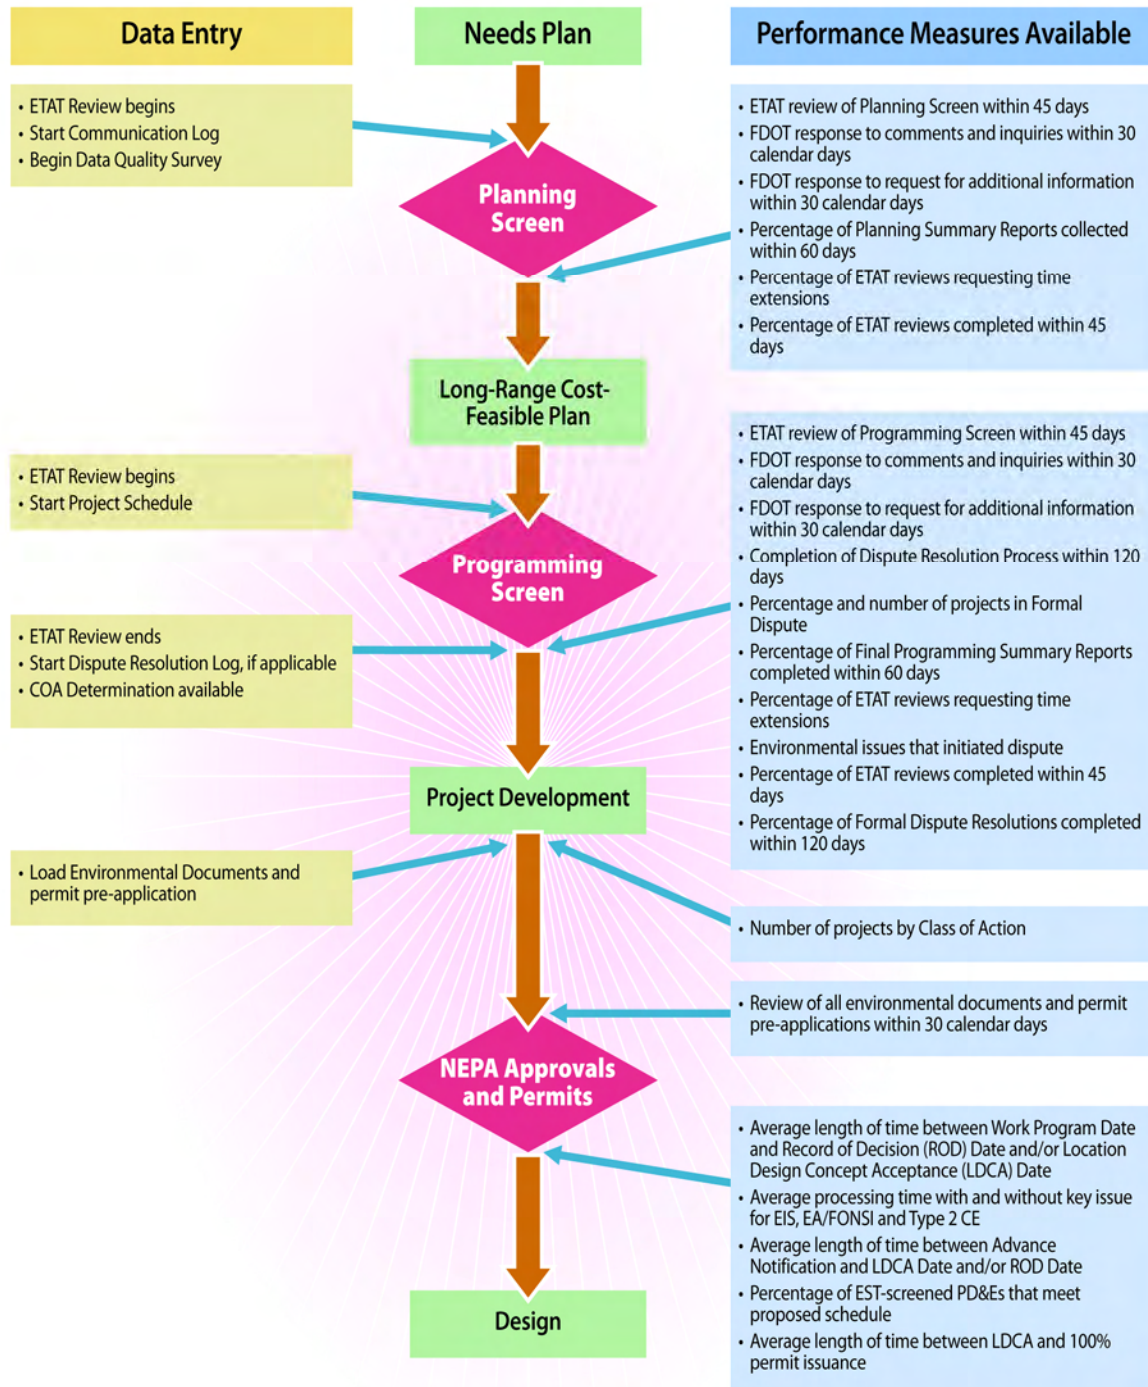 Data Entry
• ETAT Review begins
• Start Communication Log
• Begin Data Quality Survey
• ETAT Review begins
• Start Project Schedule
• ETAT Review ends
• Start Dispute Resolution Log, if applicable
• COA Determination available
• Load Environmental Documents and
permit pre-application
Needs Plan
Planning
Screen
Long-Range Cost-
Feasible Plan
Programming
Screen
Project Development
NEPA Approvals
and Permits
Design
Performance Measures Available
• ETAT review of Planning Screen within 45 days
• FDOT response to comments and inquiries within 30
calendar days
• FDOT response to request for additional information
within 30 calendar days
• Percentage of Planning Summary Reports collected
within 60 days
• Percentage of ETAT reviews requesting time
extensions
• Percentage of ETAT reviews completed within 45
days
• ETAT review of Programming Screen within 45 days
• FDOT response to comments and inquiries within 30
calendar days
• FDOT response to request for additional information
within 30 calendar days
• Completion of Dispute Resolution Process within 120
days
• Percentage and number of projects in Formal
Dispute
• Percentage of Final Programming Summary Reports
completed within 60 days
• Percentage of ETAT reviews requesting time
extensions
• Environmental issues that initiated dispute
• Percentage of ETAT reviews completed within 45
days
• Percentage of Formal Dispute Resolutions completed
within 120 days
• Number of projects by Class of Action
• Review of all environmental documents and permit
pre-applications within 30 calendar days
• Average length of time between Work Program Date
and Record of Decision (ROD) Date and/or Location
Design Concept Acceptance (LDCA) Date
• Average processing time with and without key issue
for EIS, EA/FONSI and Type 2 CE
• Average length of time between Advance
Notification and LDCA Date and/or ROD Date
• Percentage of EST-screened PD&Es that meet
proposed schedule
• Average length of time between LDCA and 100%
permit issuance